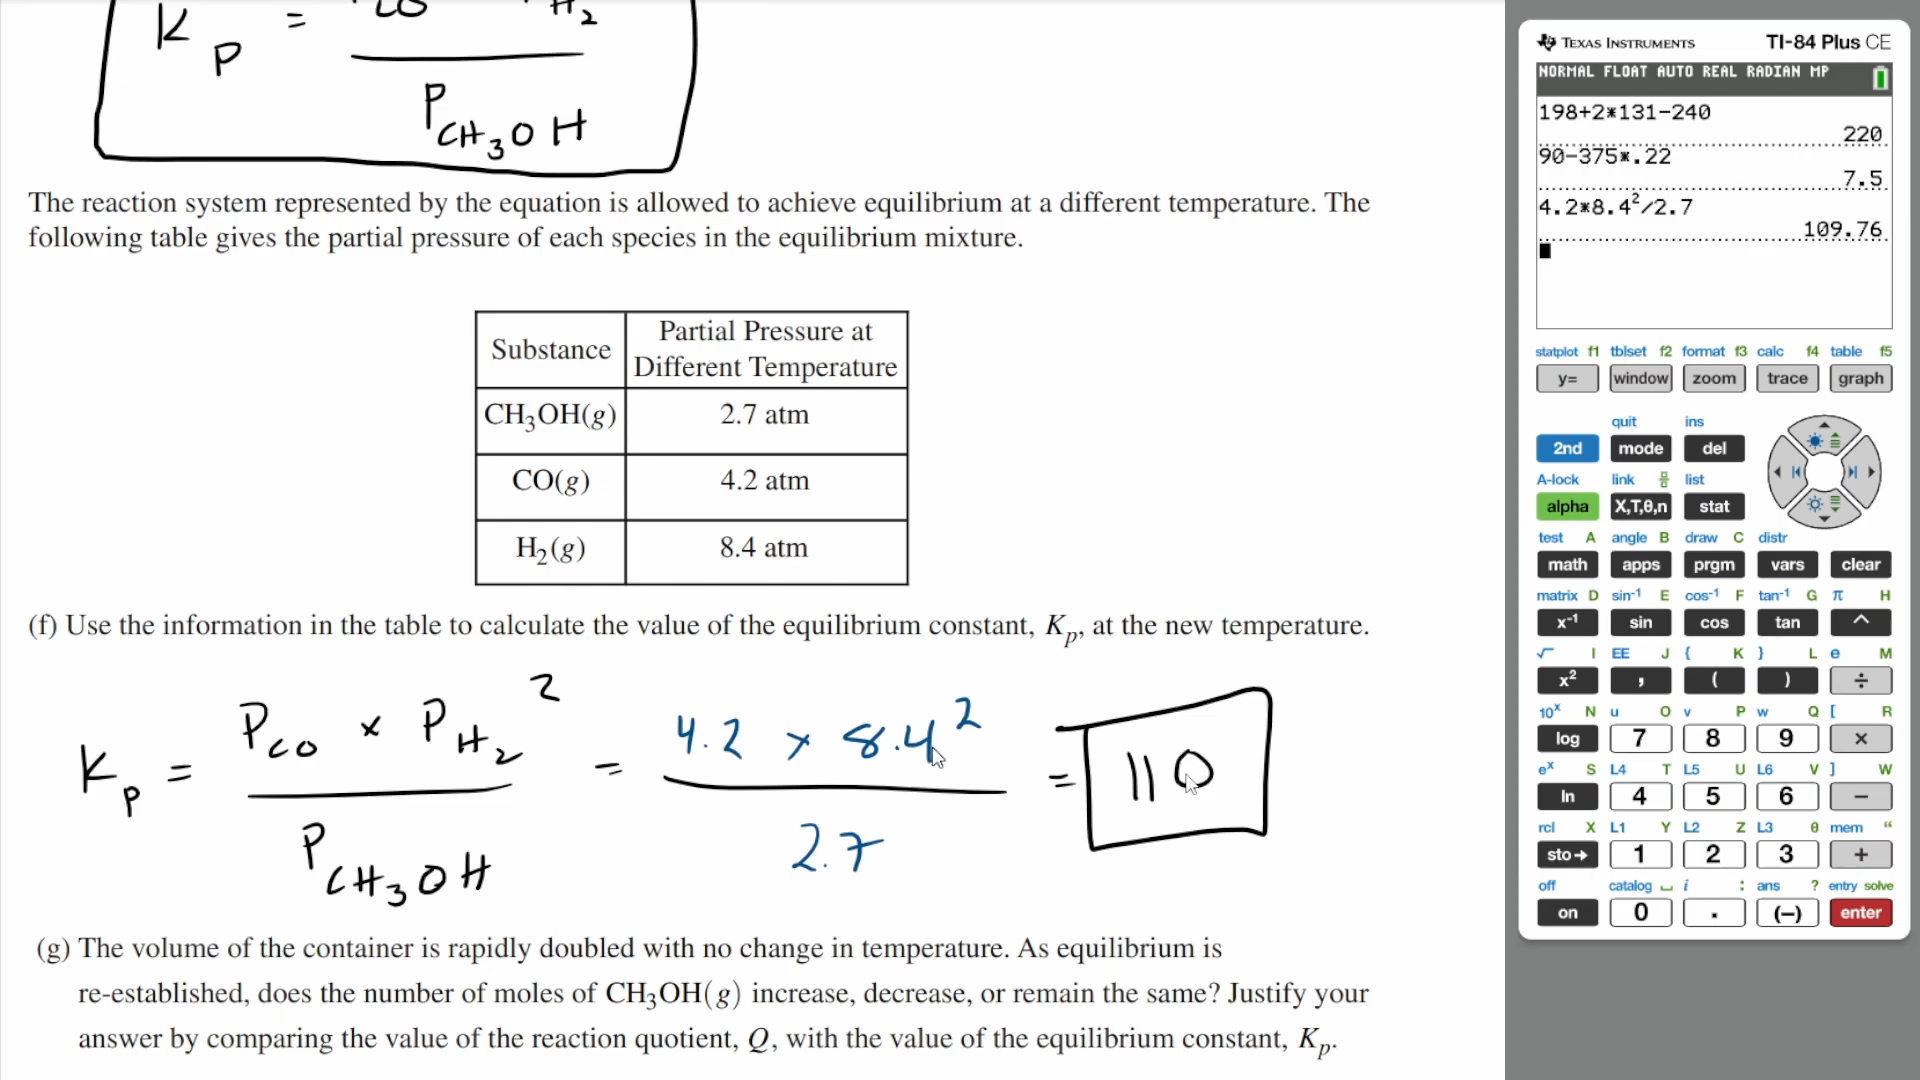 K p = H2
P CH3OH
The reaction system represented by the equation is allowed to achieve equilibrium at a different temperature. The
following table gives the partial pressure of each species in the equilibrium mixture.
Substance Partial Pressure at
Different Temperature
CH3OH(g) 2.7 atm
CO(g) 4.2 atm
H2(g) 8.4 atm
(f) Use the information in the table to calculate the value of the equilibrium constant, Kp, at the new temperature.
Kp = PCO × PH2² = 4.2 × 8.4² = 110
PCH3OH 2.7
(g) The volume of the container is rapidly doubled with no change in temperature. As equilibrium is
re-established, does the number of moles of CH3OH(g) increase, decrease, or remain the same? Justify your
answer by comparing the value of the reaction quotient, Q, with the value of the equilibrium constant, Kp.
TEXAS INSTRUMENTS TI-84 Plus CE
NORMAL FLOAT AUTO REAL RADIAN MP
198+2*131-240
220
90-375*.22
7.5
4.2*8.4²/2.7
109.76
statplot f1 tblset f2 format f3 calc f4 table f5
y= window zoom trace graph
quit ins
2nd mode del
A-lock link list
alpha X,T,θ,n stat
test A angle B draw C distr
math apps prgm vars clear
matrix D sin-1 E cos-1 F tan-1 G π H
x-1 sin cos tan ^
√ I EE J { K } L e M
x² , ( ) ÷
10x N u O v P w Q [ R
log 7 8 9 ×
ex S L4 T L5 U L6 V ] W
ln 4 5 6 −
rcl X L1 Y L2 Z L3 θ mem "
sto→ 1 2 3 +
off catalog ⎵ i : ans ? entry solve
on 0 . (−) enter